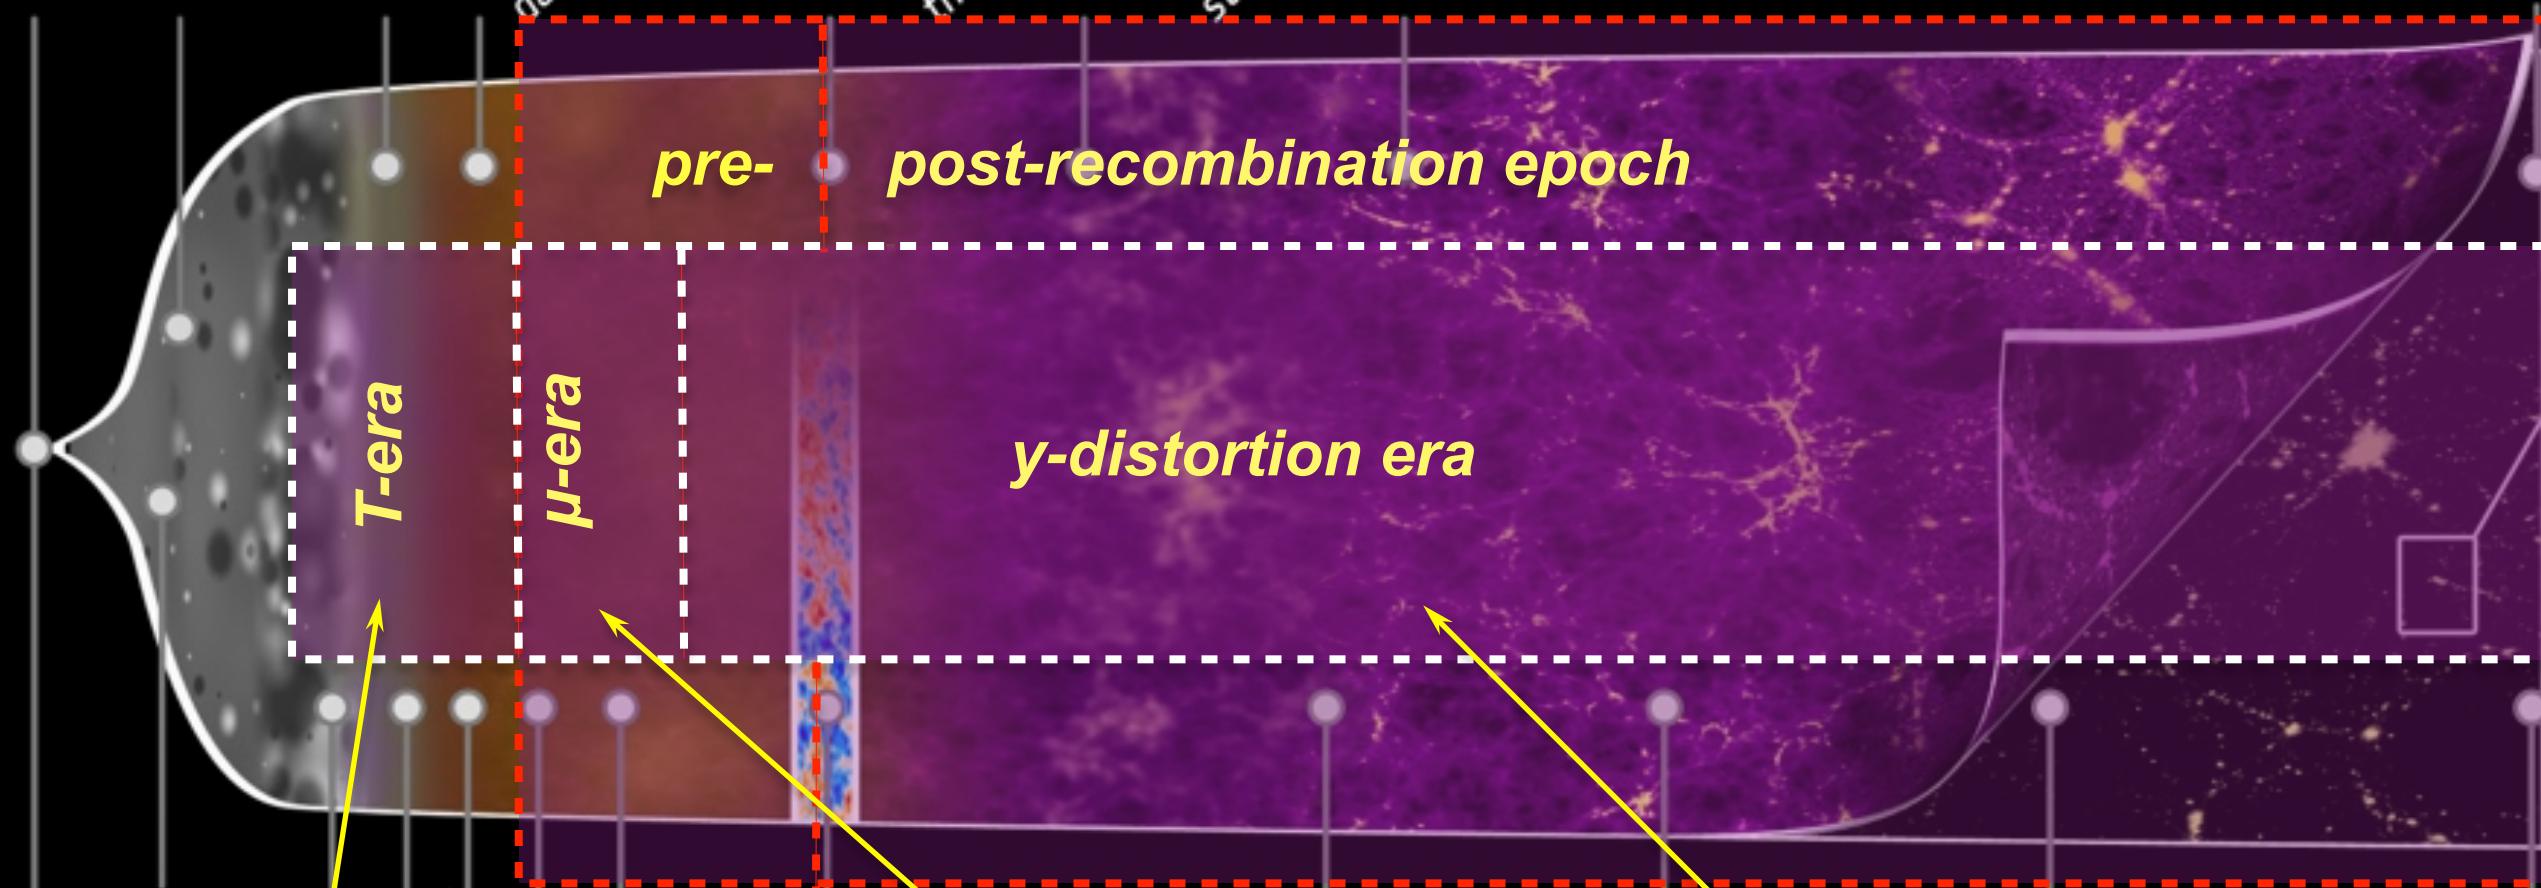 pre- post-recombination epoch
T-era
μ-era
y-distortion era